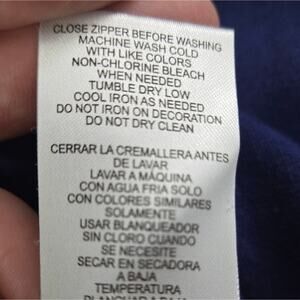 CLOSE ZIPPER BEFORE WASHING
MACHINE WASH COLD
WITH LIKE COLORS
NON-CHLORINE BLEACH
WHEN NEEDED
TUMBLE DRY LOW
COOL IRON AS NEEDED
DO NOT IRON ON DECORATION
DO NOT DRY CLEAN
CERRAR LA CREMALLERA ANTES
DE LAVAR
LAVAR A MÁQUINA
CON AGUA FRIA SOLO
CON COLORES SIMILARES
SOLAMENTE
USAR BLANQUEADOR
SIN CLORO CUANDO
SE NECESITE
SECAR EN SECADORA
A BAJA
TEMPERATURA
PLANCHAR A BAJA